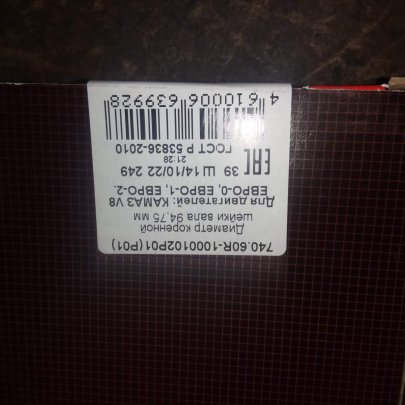 740.60R-1000102P01 (P01)
Диаметр коренной
шейки вала 94,75 мм
Для двигателей: КАМАЗ V8
ЕВРО-0, ЕВРО-1, ЕВРО-2.
39 Ш 14/10/22 249
21:28
ГОСТ Р 53836-2010
EAC
4 610006 639928